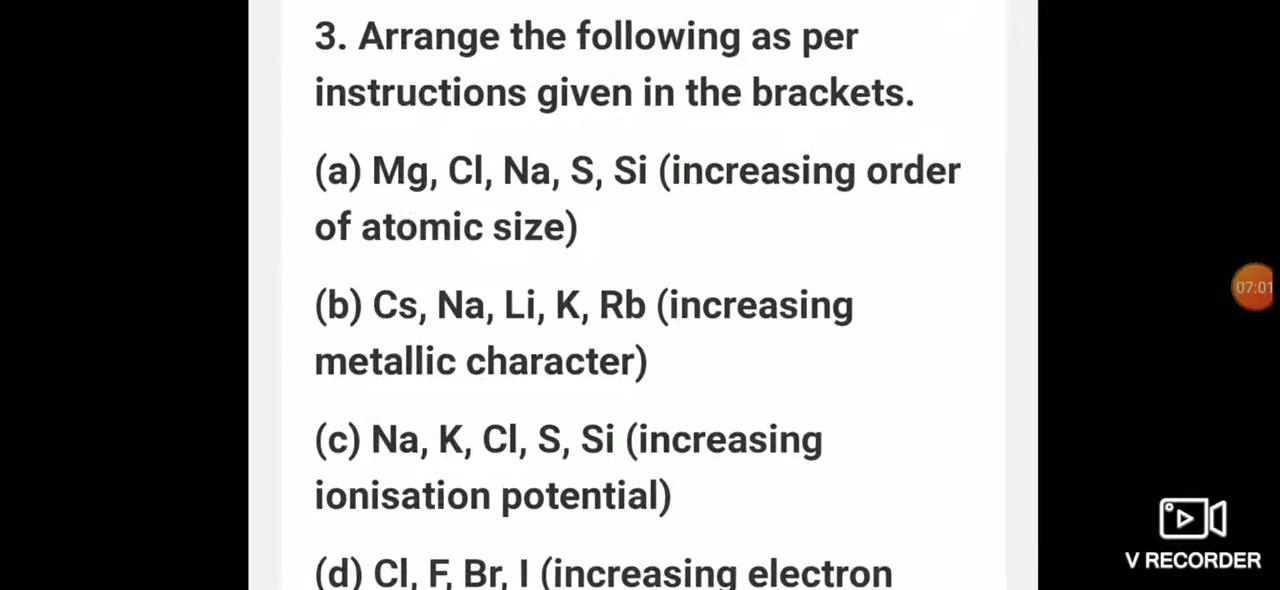 3. Arrange the following as per
instructions given in the brackets.
(a) Mg, Cl, Na, S, Si (increasing order
of atomic size)
(b) Cs, Na, Li, K, Rb (increasing
metallic character)
(c) Na, K, Cl, S, Si (increasing
ionisation potential)
(d) Cl, F, Br, I (increasing electron
07:01
V RECORDER